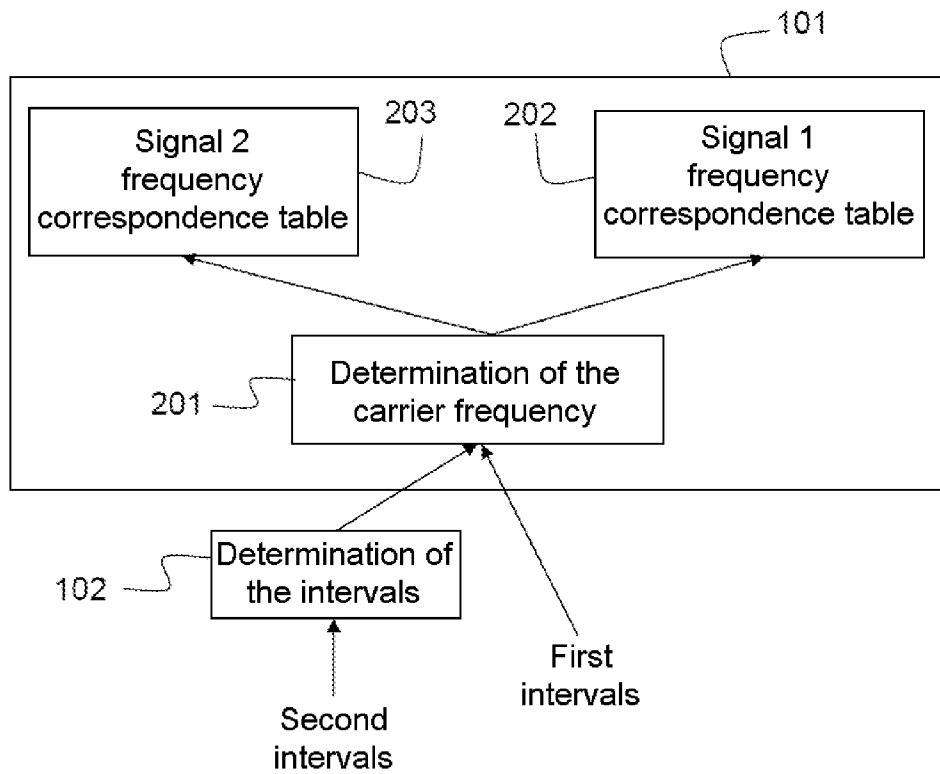 101
203
202
Signal 2
frequency
correspondence table
Signal 1
frequency
correspondence table
201
Determination of the
carrier frequency
102
Determination of
the intervals
First
intervals
Second
intervals